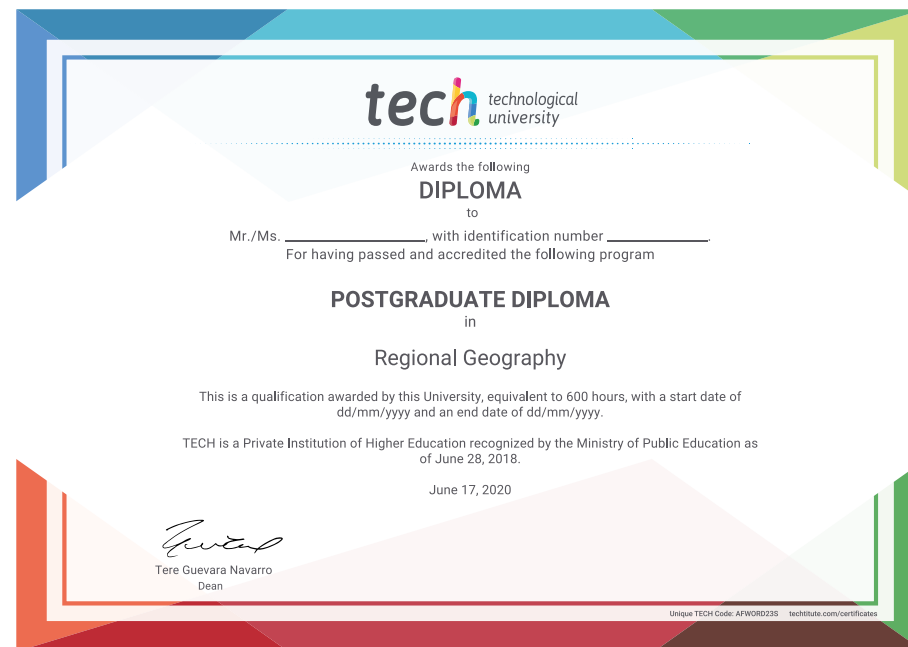 tech technological
university
Awards the following
DIPLOMA
to
Mr./Ms. ____________________, with identification number ______________.
For having passed and accredited the following program
POSTGRADUATE DIPLOMA
in
Regional Geography
This is a qualification awarded by this University, equivalent to 600 hours, with a start date of
dd/mm/yyyy and an end date of dd/mm/yyyy.
TECH is a Private Institution of Higher Education recognized by the Ministry of Public Education as
of June 28, 2018.
June 17, 2020
Tere Guevara Navarro
Dean
Unique TECH Code: AFWORD23S techtitute.com/certificates